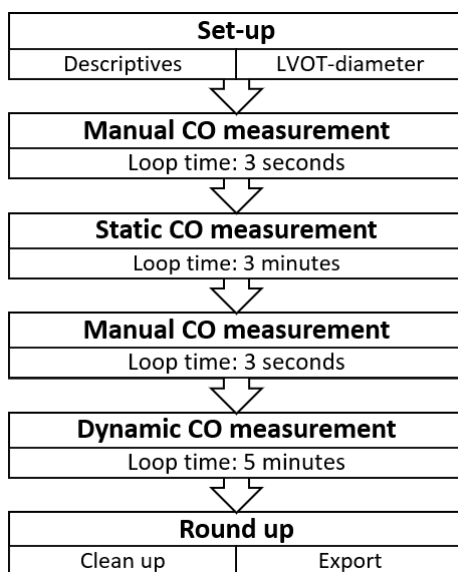 Set-up
Descriptives LVOT-diameter
Manual CO measurement
Loop time: 3 seconds
Static CO measurement
Loop time: 3 minutes
Manual CO measurement
Loop time: 3 seconds
Dynamic CO measurement
Loop time: 5 minutes
Round up
Clean up Export